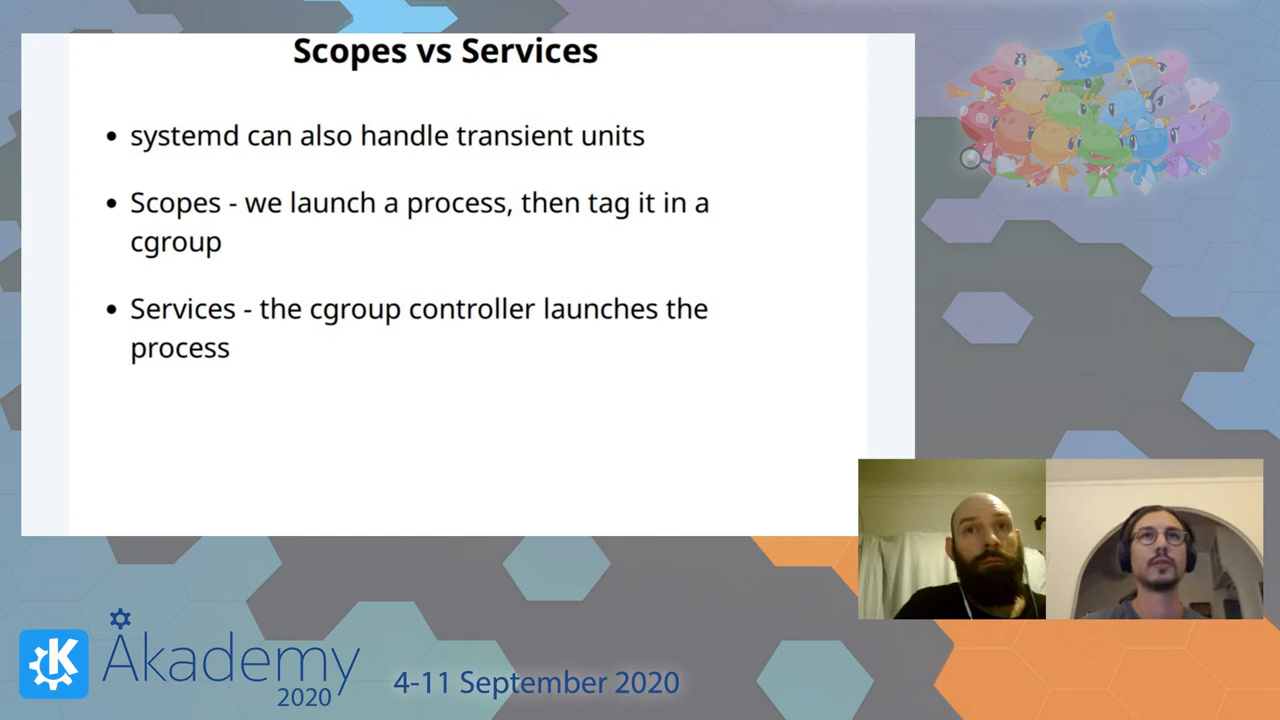 Scopes vs Services
• systemd can also handle transient units
• Scopes - we launch a process, then tag it in a
cgroup
• Services - the cgroup controller launches the
process
Akademy
2020
4-11 September 2020